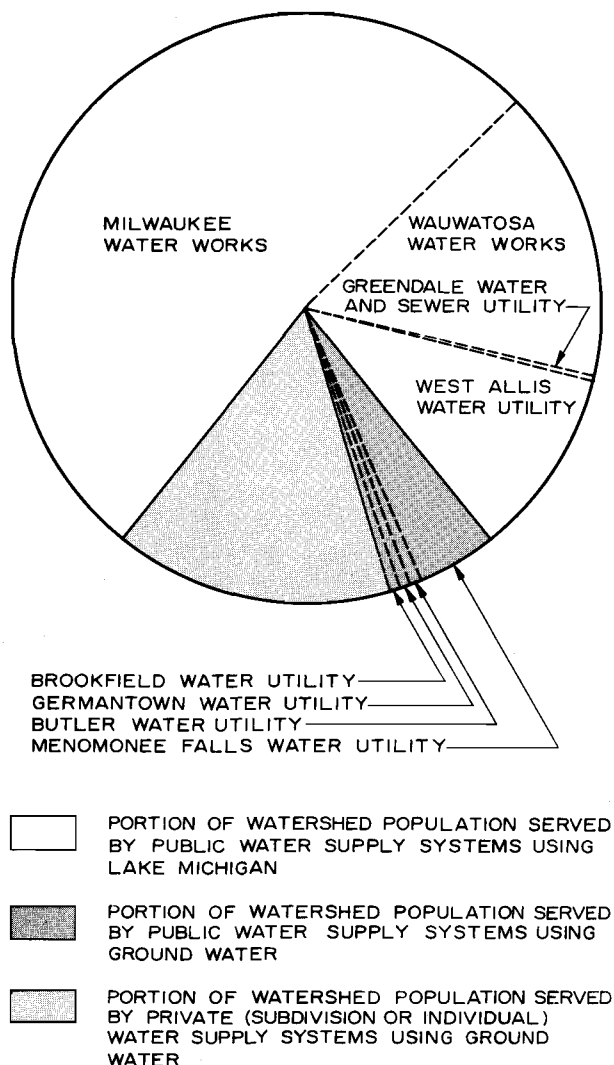 MILWAUKEE
WATER WORKS
WAUWATOSA
WATER WORKS
GREENDALE WATER
AND SEWER UTILITY
WEST ALLIS
WATER UTILITY
BROOKFIELD WATER UTILITY
GERMANTOWN WATER UTILITY
BUTLER WATER UTILITY
MENOMONEE FALLS WATER UTILITY
PORTION OF WATERSHED POPULATION SERVED
BY PUBLIC WATER SUPPLY SYSTEMS USING
LAKE MICHIGAN
PORTION OF WATERSHED POPULATION SERVED
BY PUBLIC WATER SUPPLY SYSTEMS USING
GROUND WATER
PORTION OF WATERSHED POPULATION SERVED
BY PRIVATE (SUBDIVISION OR INDIVIDUAL)
WATER SUPPLY SYSTEMS USING GROUND
WATER